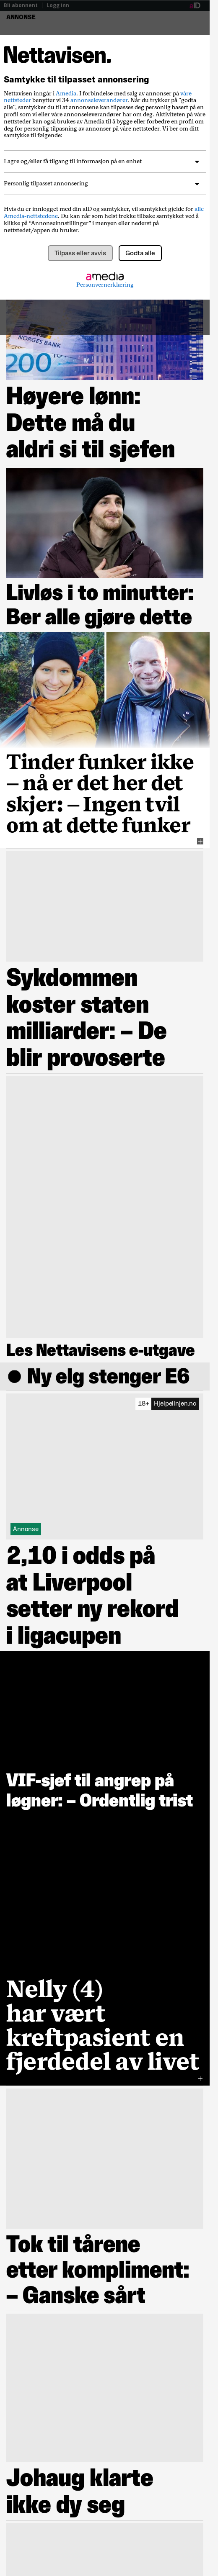 Bli abonnent | Logg inn
aID
ANNONSE
Nettavisen.
Samtykke til tilpasset annonsering
Nettavisen inngår i Amedia. I forbindelse med salg av annonser på våre
nettsteder benytter vi 34 annonseleverandører. Når du trykker på "godta
alle", samtykker du til at annonsene kan tilpasses deg personlig basert på en
profil som vi eller våre annonseleverandører har om deg. Aktiviteten på våre
nettsteder kan også brukes av Amedia til å bygge eller forbedre en profil om
deg for personlig tilpasning av annonser på våre nettsteder. Vi ber om ditt
samtykke til følgende:
Lagre og/eller få tilgang til informasjon på en enhet
Personlig tilpasset annonsering
Hvis du er innlogget med din aID og samtykker, vil samtykket gjelde for alle
Amedia-nettstedene. Du kan når som helst trekke tilbake samtykket ved å
klikke på “Annonseinnstillinger” i menyen eller nederst på
nettstedet/appen du bruker.
Tilpass eller avvis
Godta alle
amedia
Personvernerklæring
NORGES BANK
200
Høyere lønn:
Dette må du
aldri si til sjefen
Livløs i to minutter:
Ber alle gjøre dette
Tinder funker ikke
– nå er det her det
skjer: – Ingen tvil
om at dette funker
Sykdommen
koster staten
milliarder: – De
blir provoserte
Les Nettavisens e-utgave
● Ny elg stenger E6
18+ Hjelpelinjen.no
Annonse
2,10 i odds på
at Liverpool
setter ny rekord
i ligacupen
VIF-sjef til angrep på
løgner: – Ordentlig trist
Nelly (4)
har vært
kreftpasient en
fjerdedel av livet
Tok til tårene
etter kompliment:
– Ganske sårt
Johaug klarte
ikke dy seg